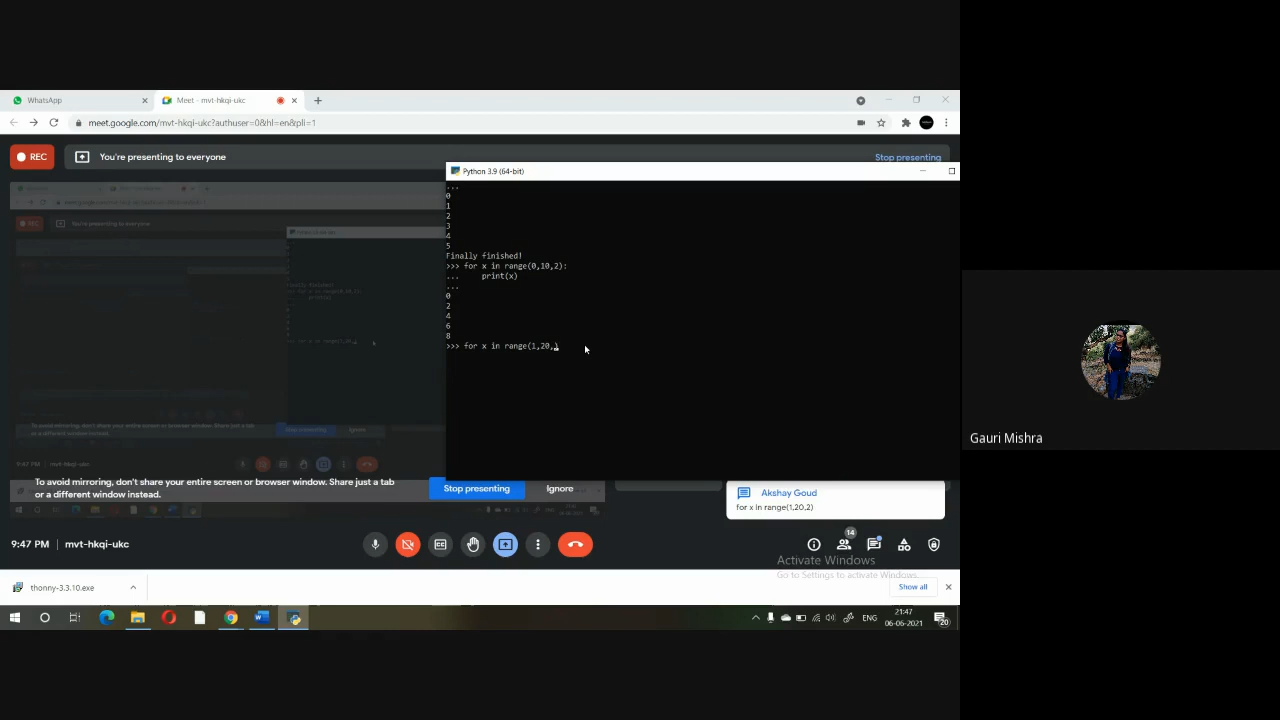 WhatsApp
Meet - mvt-hkqi-ukc
meet.google.com/mvt-hkqi-ukc?authuser=0&hl=en&pli=1
REC
You're presenting to everyone
Stop presenting
Python 3.9 (64-bit)
...
0
1
2
3
4
5
Finally finished!
>>> for x in range(0,10,2):
... print(x)
...
0
2
4
6
8
>>> for x in range(1,20,)
Gauri Mishra
To avoid mirroring, don't share your entire screen or browser window. Share just a tab
or a different window instead.
Stop presenting
Ignore
Akshay Goud
for x in range(1,20,2)
9:47 PM | mvt-hkqi-ukc
14
Activate Windows
Go to Settings to activate Windows.
thonny-3.3.10.exe
Show all
ENG
21:47
06-06-2021
20